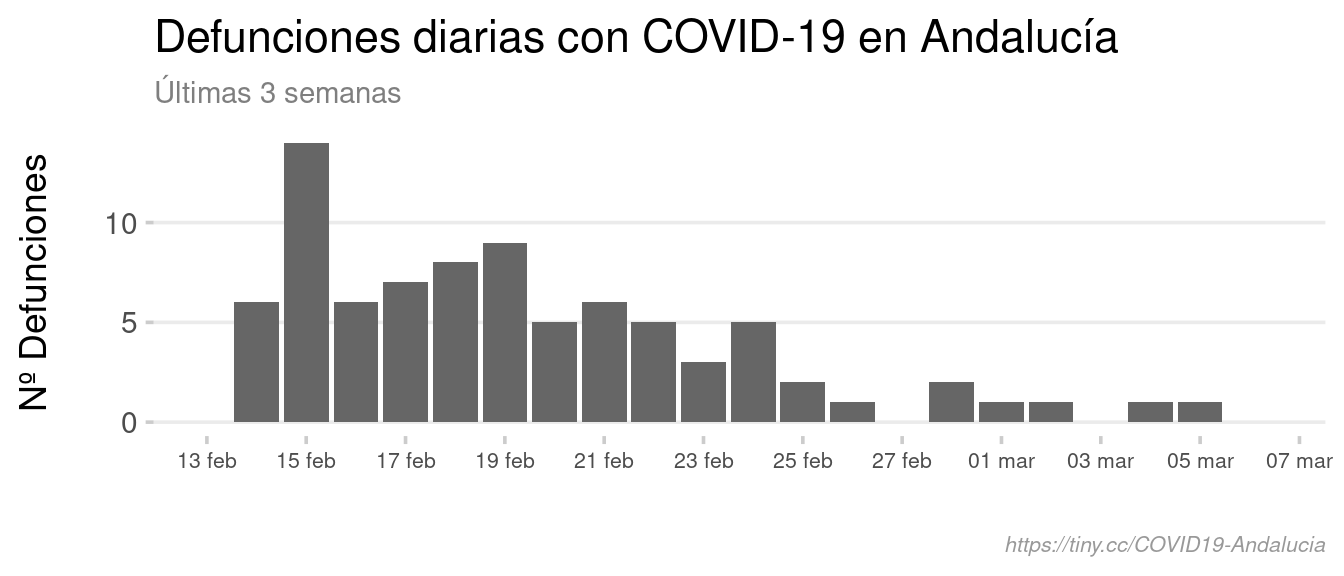 Defunciones diarias con COVID-19 en Andalucía
Últimas 3 semanas
Nº Defunciones
10
5
0
13 feb 15 feb 17 feb 19 feb 21 feb 23 feb 25 feb 27 feb 01 mar 03 mar 05 mar 07 mar
https://tiny.cc/COVID19-Andalucia